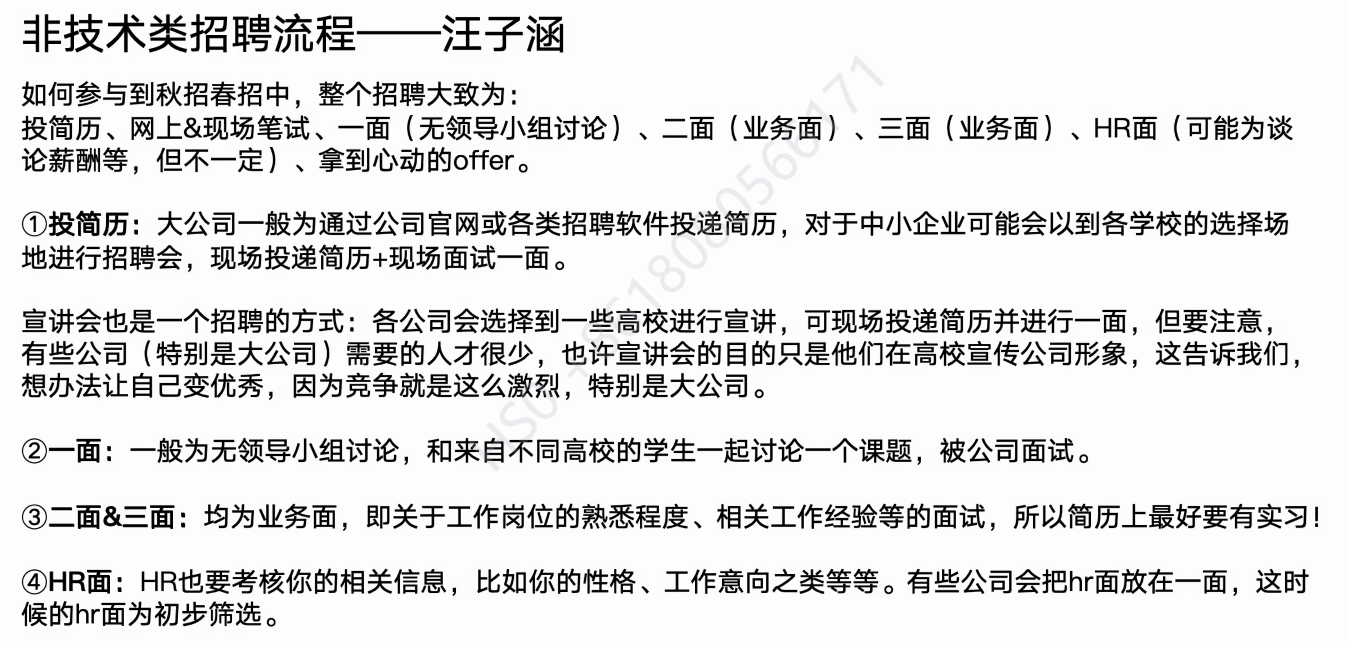 非技术类招聘流程——汪子涵
如何参与到秋招春招中，整个招聘大致为：
投简历、网上&现场笔试、一面（无领导小组讨论）、二面（业务面）、三面（业务面）、HR面（可能为谈
论薪酬等，但不一定）、拿到心动的offer。
①投简历：大公司一般为通过公司官网或各类招聘软件投递简历，对于中小企业可能会以到各学校的选择场
地进行招聘会，现场投递简历+现场面试一面。
宣讲会也是一个招聘的方式：各公司会选择到一些高校进行宣讲，可现场投递简历并进行一面，但要注意，
有些公司（特别是大公司）需要的人才很少，也许宣讲会的目的只是他们在高校宣传公司形象，这告诉我们，
想办法让自己变优秀，因为竞争就是这么激烈，特别是大公司。
②一面：一般为无领导小组讨论，和来自不同高校的学生一起讨论一个课题，被公司面试。
③二面&三面：均为业务面，即关于工作岗位的熟悉程度、相关工作经验等的面试，所以简历上最好要有实习！
④HR面：HR也要考核你的相关信息，比如你的性格、工作意向之类等等。有些公司会把hr面放在一面，这时
候的hr面为初步筛选。